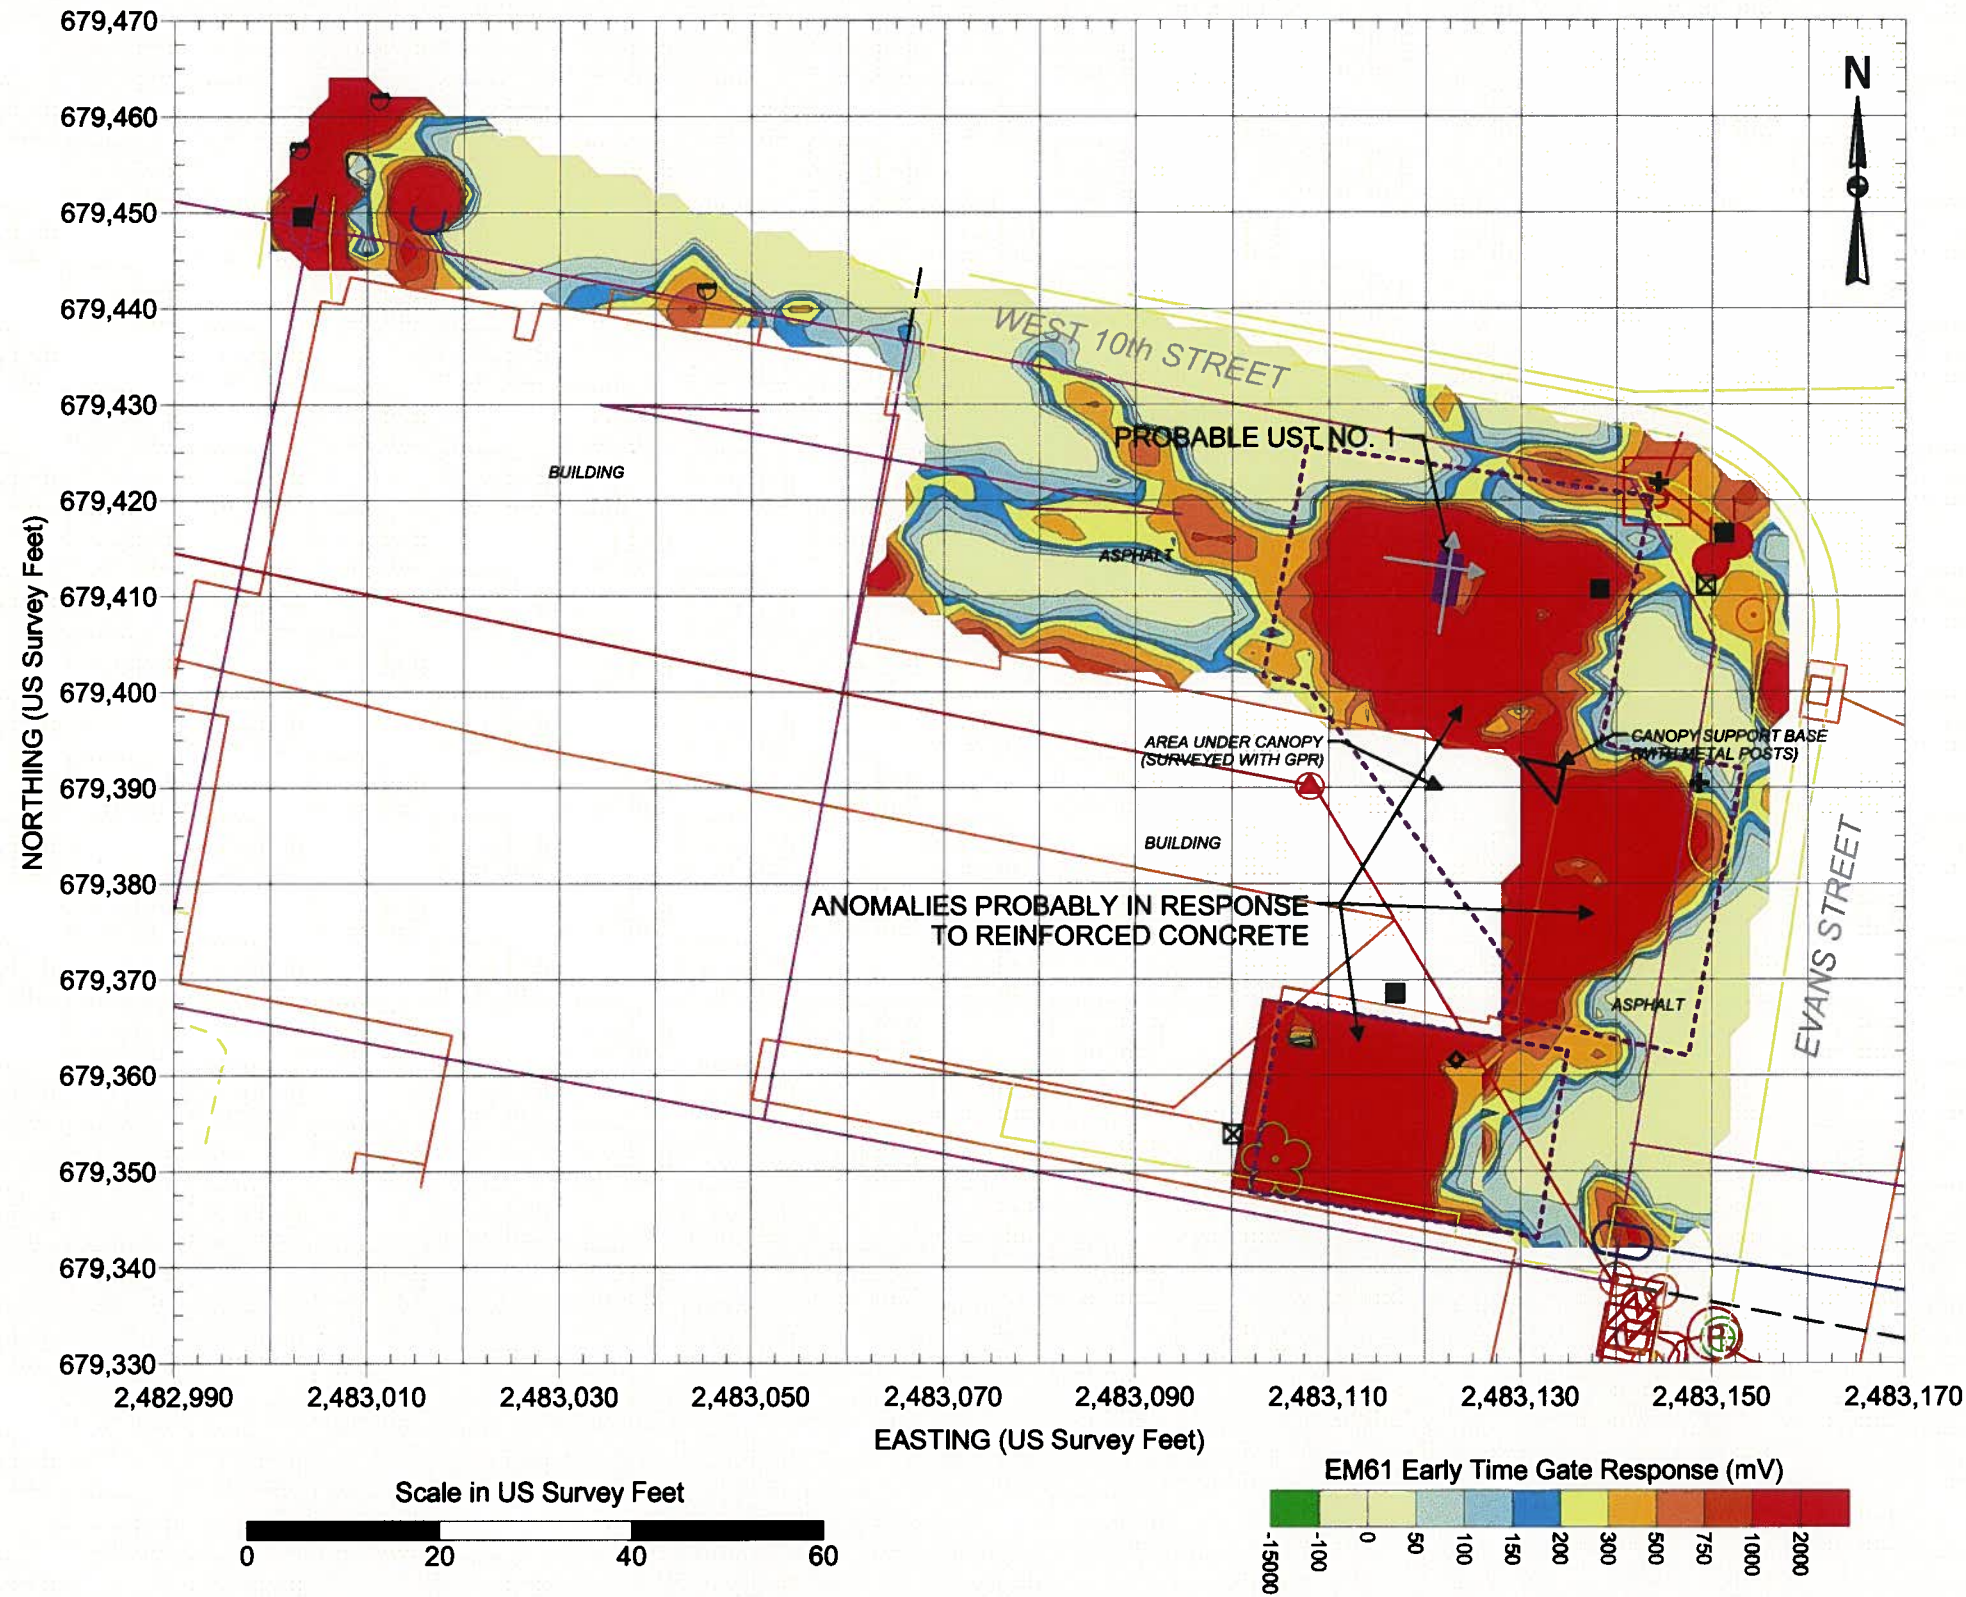 679,470
679,460
679,450
679,440
679,430
679,420
679,410
679,400
679,390
679,380
679,370
679,360
679,350
679,340
679,330
NORTHING (US Survey Feet)
N
WEST 10th STREET
PROBABLE UST NO. 1
BUILDING
ASPHALT
AREA UNDER CANOPY
(SURVEYED WITH GPR)
CANOPY SUPPORT BASE
(WITH METAL POSTS)
BUILDING
ANOMALIES PROBABLY IN RESPONSE
TO REINFORCED CONCRETE
ASPHALT
EVANS STREET
2,482,990 2,483,010 2,483,030 2,483,050 2,483,070 2,483,090 2,483,110 2,483,130 2,483,150 2,483,170
EASTING (US Survey Feet)
Scale in US Survey Feet
0 20 40 60
EM61 Early Time Gate Response (mV)
-15000 -100 0 50 100 150 200 300 500 750 1000 2000